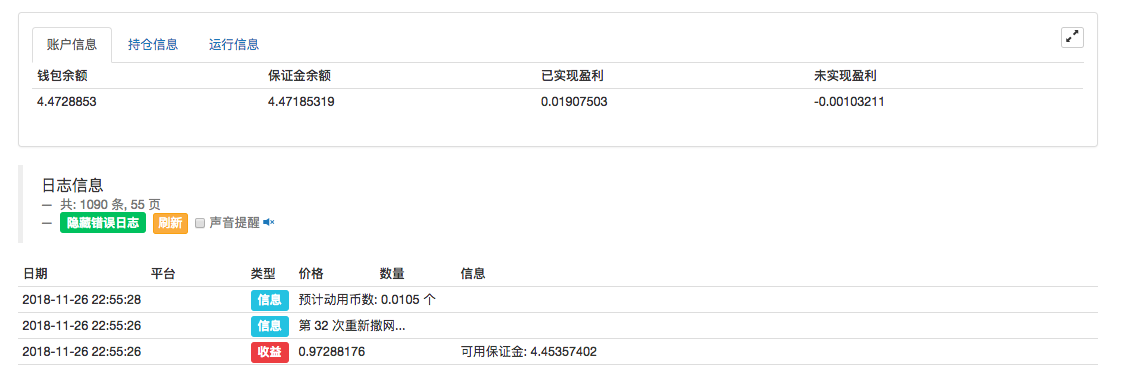 账户信息 持仓信息 运行信息
钱包余额 保证金余额 已实现盈利 未实现盈利
4.4728853 4.47185319 0.01907503 -0.00103211
日志信息
— 共: 1090 条, 55 页
— 隐藏错误日志 刷新 声音提醒
日期 平台 类型 价格 数量 信息
2018-11-26 22:55:28 信息 预计动用币数: 0.0105 个
2018-11-26 22:55:26 信息 第 32 次重新撒网...
2018-11-26 22:55:26 收益 0.97288176 可用保证金: 4.45357402